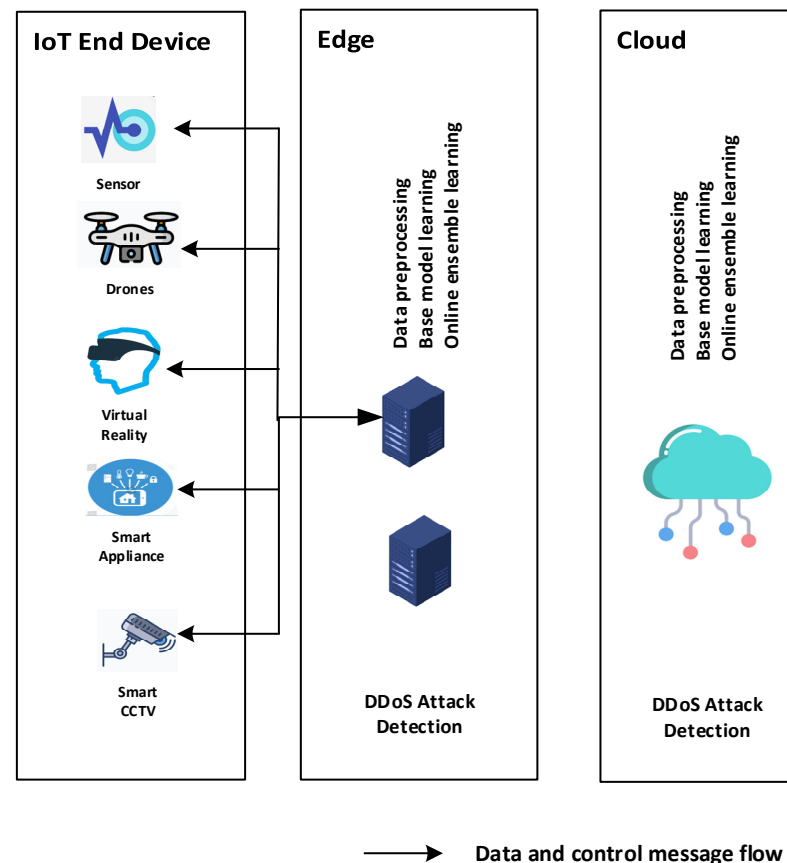 IoT End Device
Sensor
Drones
Virtual
Reality
Smart
Appliance
Smart
CCTV
Edge
Data preprocessing
Base model learning
Online ensemble learning
DDoS Attack
Detection
Cloud
Data preprocessing
Base model learning
Online ensemble learning
DDoS Attack
Detection
Data and control message flow